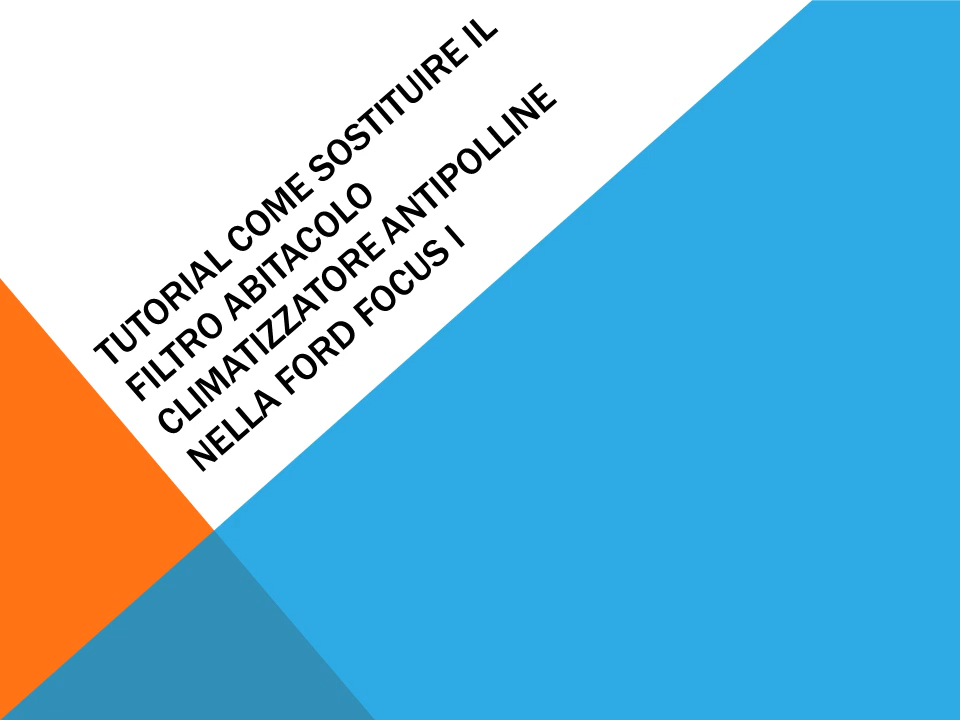 TUTORIAL COME SOSTITUIRE IL
FILTRO ABITACOLO
CLIMATIZZATORE ANTIPOLLINE
NELLA FORD FOCUS I